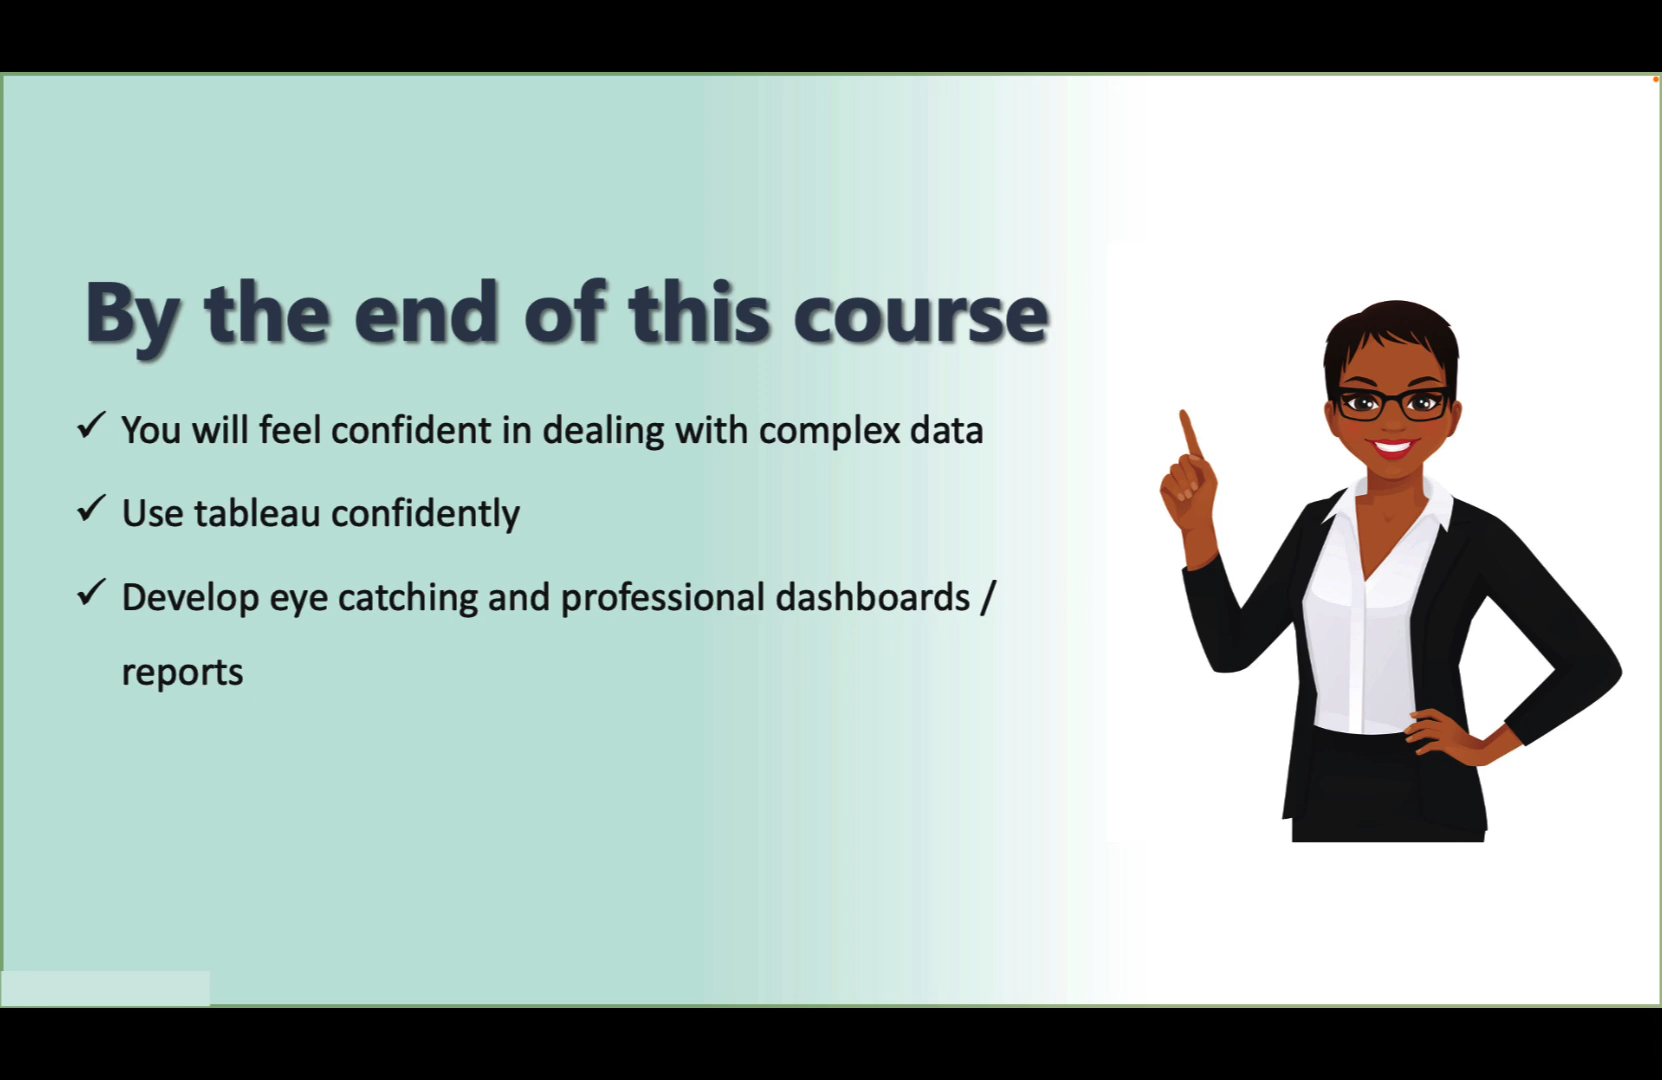 By the end of this course
✓ You will feel confident in dealing with complex data
✓ Use tableau confidently
✓ Develop eye catching and professional dashboards /
reports